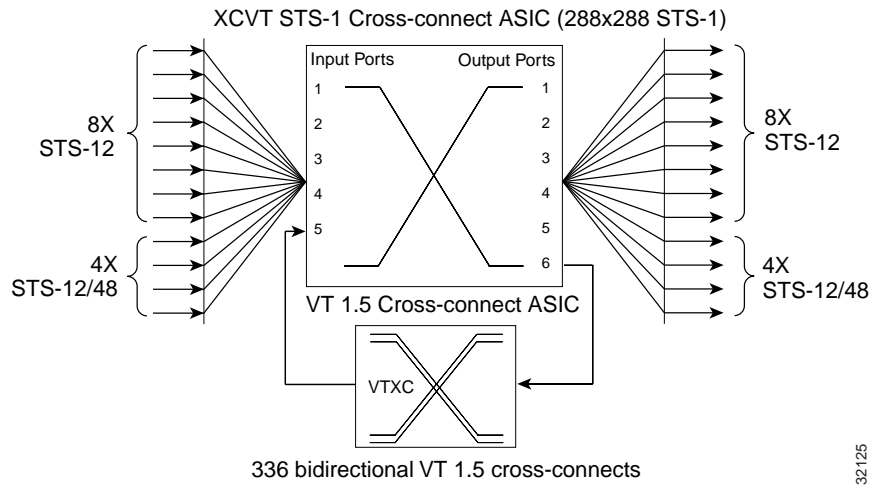 XCVT STS-1 Cross-connect ASIC (288x288 STS-1)
Input Ports
Output Ports
1
2
3
4
5
1
2
3
4
5
6
8X
STS-12
4X
STS-12/48
8X
STS-12
4X
STS-12/48
VT 1.5 Cross-connect ASIC
VTXC
336 bidirectional VT 1.5 cross-connects
32125